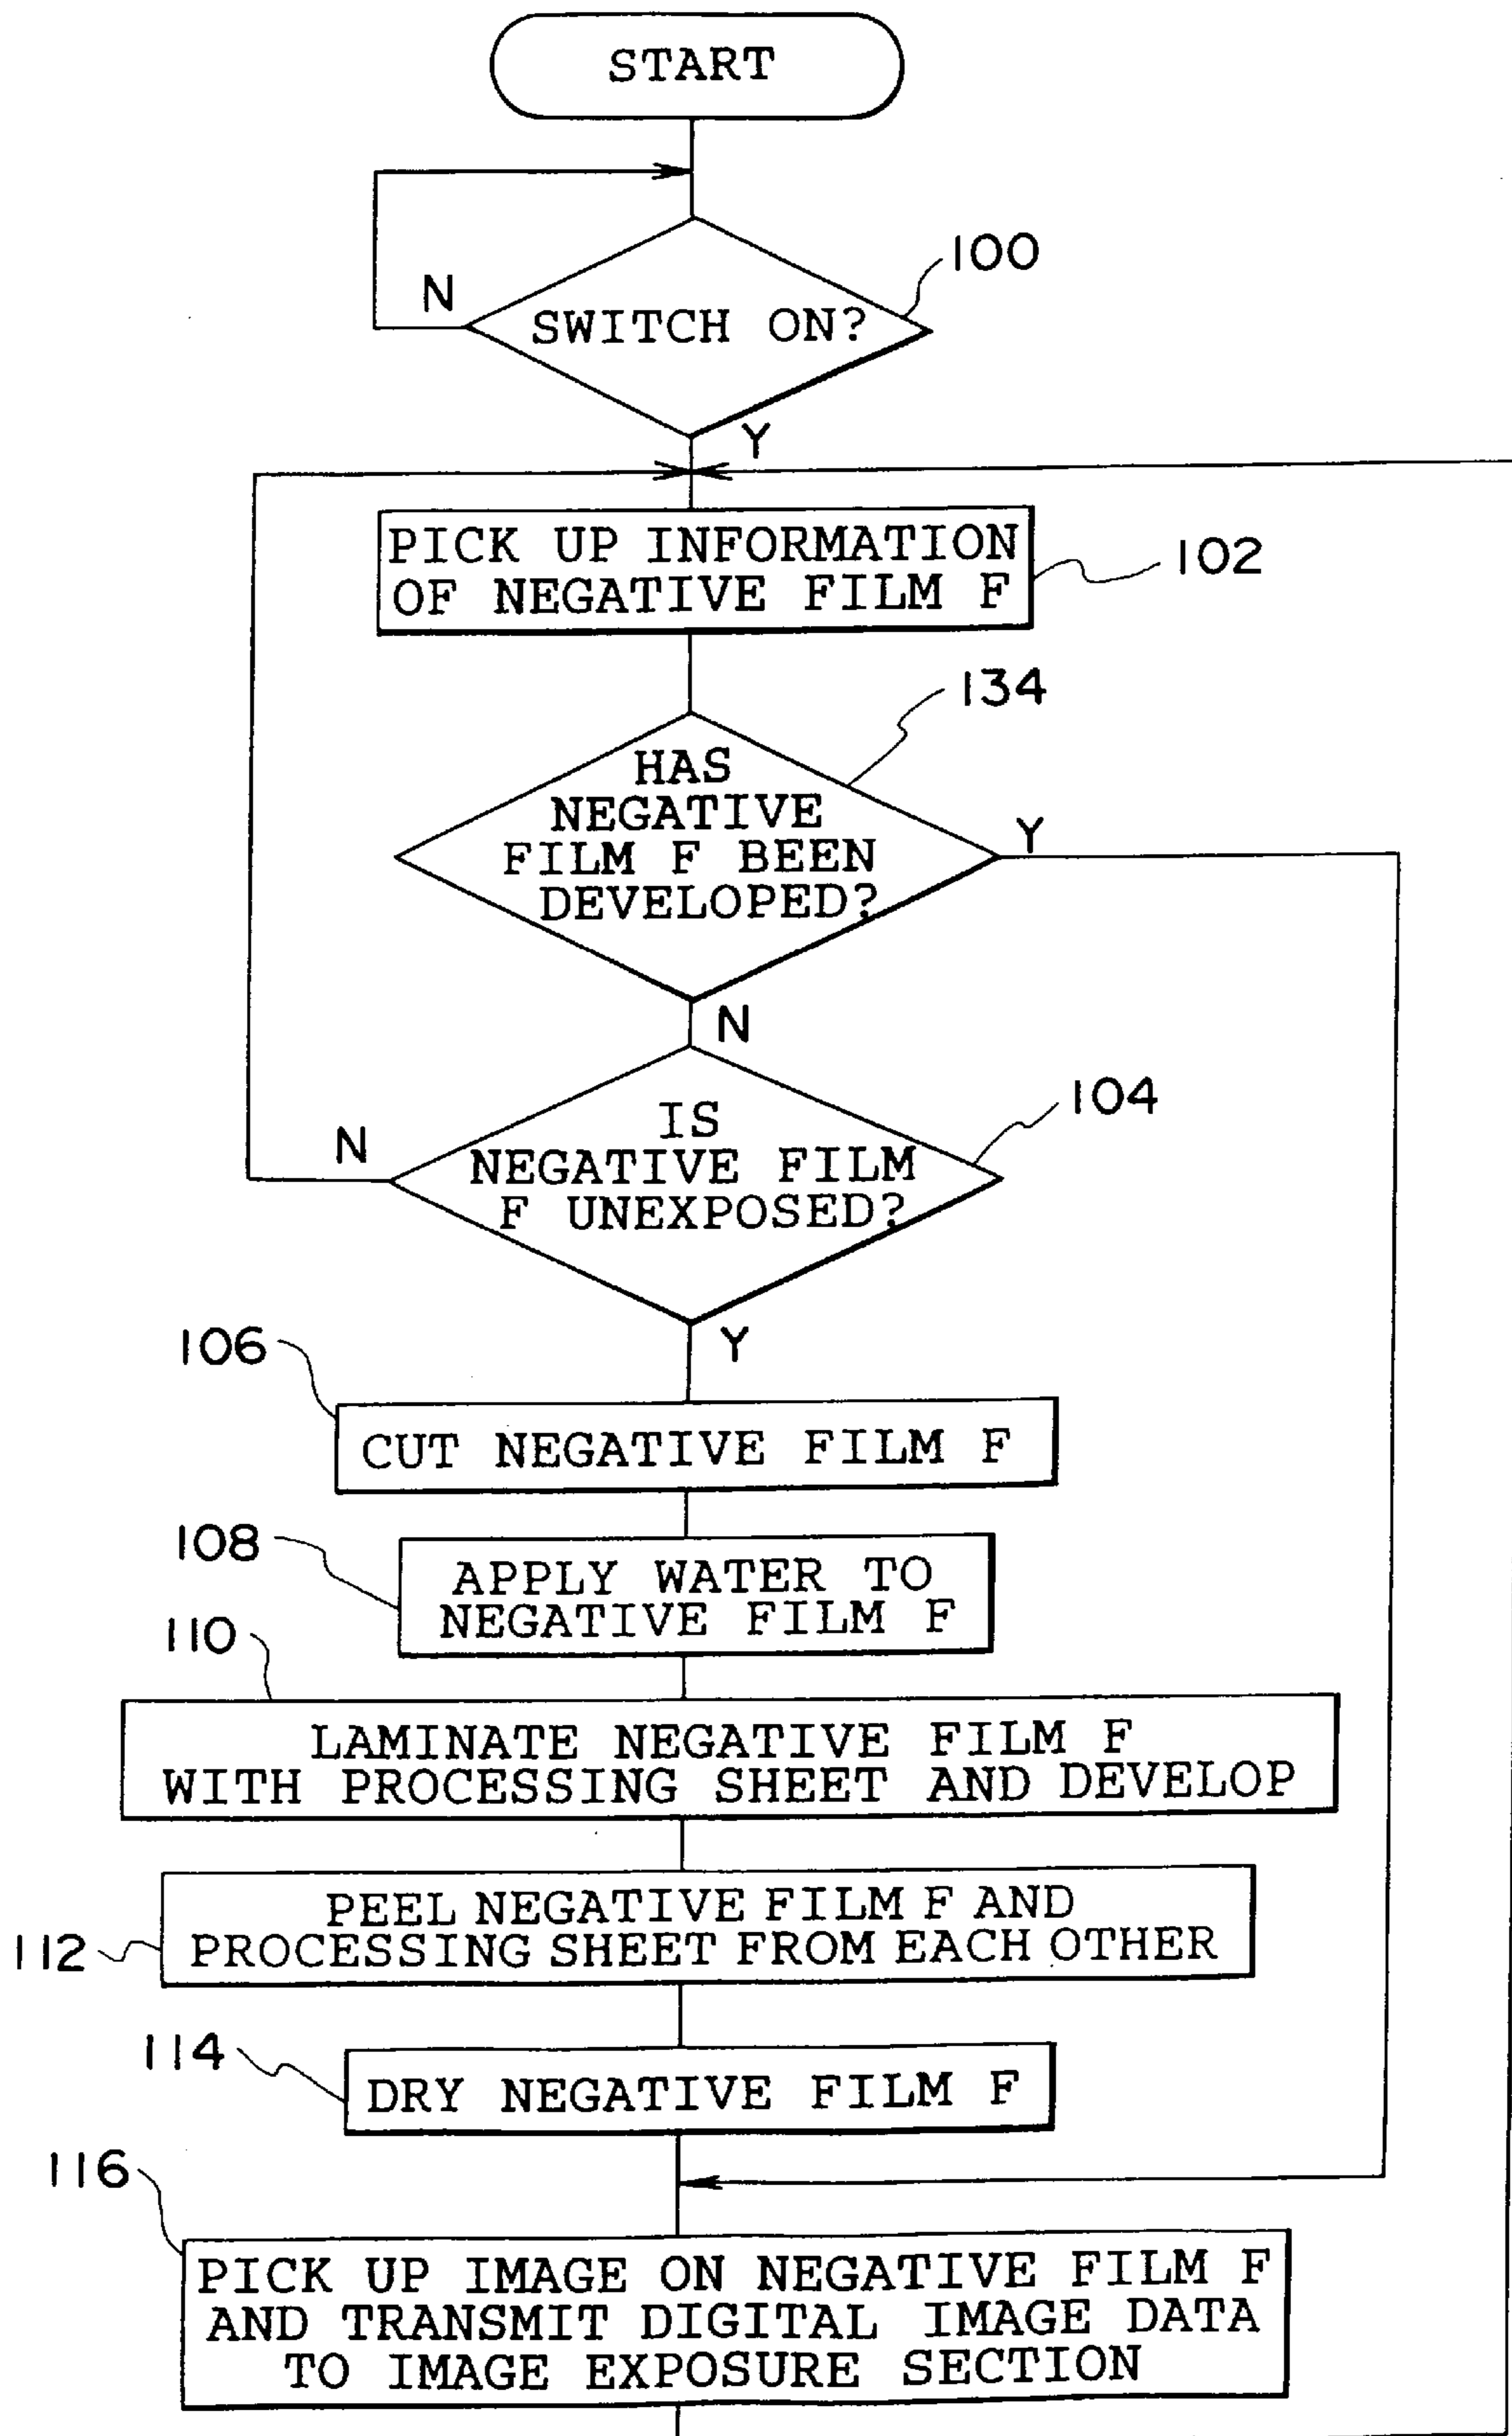 START
100
N
SWITCH ON?
Y
PICK UP INFORMATION
OF NEGATIVE FILM F
102
134
HAS
NEGATIVE
FILM F BEEN
DEVELOPED?
Y
N
104
IS
NEGATIVE FILM
F UNEXPOSED?
N
Y
106
CUT NEGATIVE FILM F
108
APPLY WATER TO
NEGATIVE FILM F
110
LAMINATE NEGATIVE FILM F
WITH PROCESSING SHEET AND DEVELOP
PEEL NEGATIVE FILM F AND
PROCESSING SHEET FROM EACH OTHER
112
114
DRY NEGATIVE FILM F
116
PICK UP IMAGE ON NEGATIVE FILM F
AND TRANSMIT DIGITAL IMAGE DATA
TO IMAGE EXPOSURE SECTION